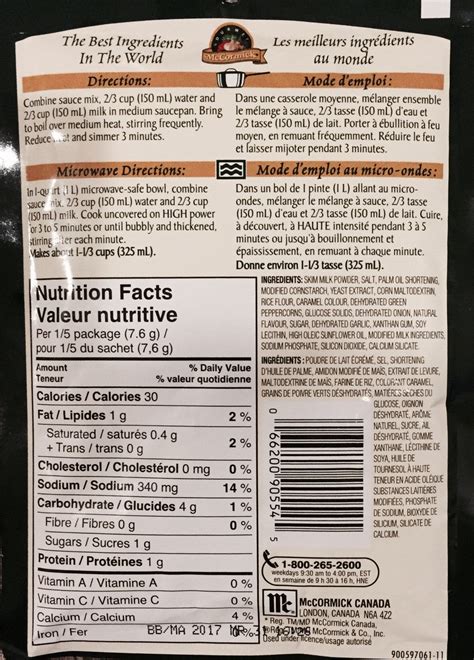 The Best Ingredients
In The World
McCormick
Les meilleurs ingrédients
au monde
Directions:
Combine sauce mix, 2/3 cup (150 mL) water and
2/3 cup (150 mL) milk in medium saucepan. Bring
to boil over medium heat, stirring frequently.
Reduce heat and simmer 3 minutes.
Mode d'emploi:
Dans une casserole moyenne, mélanger ensemble
le mélange à sauce, 2/3 tasse (150 mL) d'eau et
2/3 tasse (150 mL) de lait. Porter à ébullition à feu
moyen, en remuant fréquemment. Réduire le feu
et laisser mijoter pendant 3 minutes.
Microwave Directions:
In 1-quart (1 L) microwave-safe bowl, combine
sauce mix, 2/3 cup (150 mL) water and 2/3 cup
(150 mL) milk. Cook uncovered on HIGH power
for 3 to 5 minutes or until bubbly and thickened,
stirring after each minute.
Makes about 1-1/3 cups (325 mL).
Mode d'emploi au micro-ondes:
Dans un bol de 1 pinte (1 L) allant au micro-
ondes, mélanger le mélange à sauce, 2/3 tasse
(150 mL) d'eau et 2/3 tasse (150 mL) de lait. Cuire,
à découvert, à HAUTE intensité pendant 3 à 5
minutes ou jusqu'à bouillonnement et
épaississement, en remuant à chaque minute.
Donne environ 1-1/3 tasse (325 mL).
Nutrition Facts
Valeur nutritive
Per 1/5 package (7.6 g) /
pour 1/5 du sachet (7,6 g)
Amount % Daily Value
Teneur % valeur quotidienne
Calories / Calories 30
Fat / Lipides 1 g 2 %
Saturated / saturés 0.4 g
+ Trans / trans 0 g 2 %
Cholesterol / Cholestérol 0 mg 0 %
Sodium / Sodium 340 mg 14 %
Carbohydrate / Glucides 4 g 1 %
Fibre / Fibres 0 g 0 %
Sugars / Sucres 1 g
Protein / Protéines 1 g
Vitamin A / Vitamine A 0 %
Vitamin C / Vitamine C 0 %
Calcium / Calcium 4 %
Iron / Fer 0 %
BB/MA 2017
INGREDIENTS: SKIM MILK POWDER, SALT, PALM OIL SHORTENING,
MODIFIED CORNSTARCH, YEAST EXTRACT, CORN MALTODEXTRIN,
RICE FLOUR, CARAMEL COLOUR, DEHYDRATED GREEN
PEPPERCORNS, GLUCOSE SOLIDS, DEHYDRATED ONION, NATURAL
FLAVOUR, SUGAR, DEHYDRATED GARLIC, XANTHAN GUM, SOY
LECITHIN, HIGH OLEIC SUNFLOWER OIL, MODIFIED MILK INGREDIENTS,
SODIUM PHOSPHATE, SILICON DIOXIDE, CALCIUM SILICATE.
INGRÉDIENTS: POUDRE DE LAIT ÉCRÉMÉ, SEL, SHORTENING
D'HUILE DE PALME, AMIDON MODIFIÉ DE MAÏS, EXTRAIT DE LEVURE,
MALTODEXTRINE DE MAÏS, FARINE DE RIZ, COLORANT CARAMEL,
GRAINS DE POIVRE VERTS DÉSHYDRATÉS, MATIÈRES SÈCHES DU
GLUCOSE, OIGNON
DÉSHYDRATÉ, ARÔME
NATUREL, SUCRE, AIL
DÉSHYDRATÉ, GOMME
XANTHANE, LÉCITHINE DE
SOYA, HUILE DE
TOURNESOL À HAUTE
TENEUR EN ACIDE OLÉIQUE
SUBSTANCES LAITIÈRES
MODIFIÉES, PHOSPHATE
DE SODIUM, BIOXYDE DE
SILICIUM, SILICATE DE
CALCIUM.
0 66200 90554 5
1-800-265-2600
weekdays 9:30 am to 4:00 pm, EST
en semaine de 9 h 30 à 16 h, HNE
Mc McCORMICK CANADA
LONDON, CANADA N6A 4Z2
* Reg. TM/MD McCormick Canada,
McCormick & Co., Inc.
Used under licence/usage autorisé
900597061-11